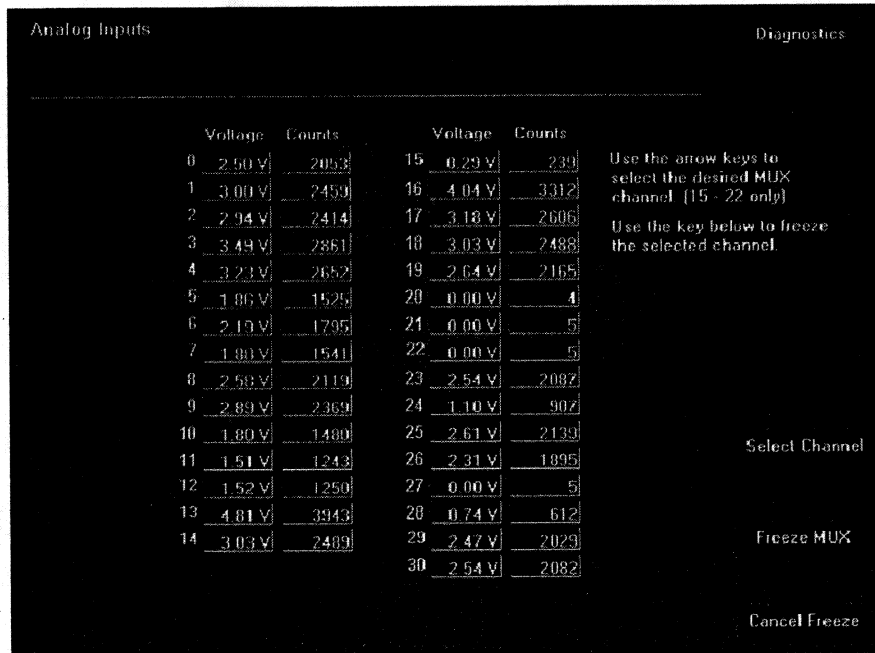 Analog Inputs
Diagnostics
Voltage Counts
0 2.50 V 2053
1 3.00 V 2459
2 2.94 V 2414
3 3.49 V 2861
4 3.23 V 2652
5 1.86 V 1525
6 2.19 V 1795
7 1.80 V 1541
8 2.58 V 2119
9 2.89 V 2369
10 1.80 V 1480
11 1.51 V 1243
12 1.52 V 1250
13 4.81 V 3943
14 3.03 V 2489
Voltage Counts
15 0.29 V 239
16 4.04 V 3312
17 3.18 V 2606
18 3.03 V 2488
19 2.64 V 2165
20 0.00 V 4
21 0.00 V 5
22 0.00 V 5
23 2.54 V 2087
24 1.10 V 907
25 2.61 V 2139
26 2.31 V 1895
27 0.00 V 5
28 0.74 V 612
29 2.47 V 2029
30 2.54 V 2082
Use the arrow keys to
select the desired MUX
channel. (15 - 22 only)
Use the key below to freeze
the selected channel.
Select Channel
Freeze MUX
Cancel Freeze